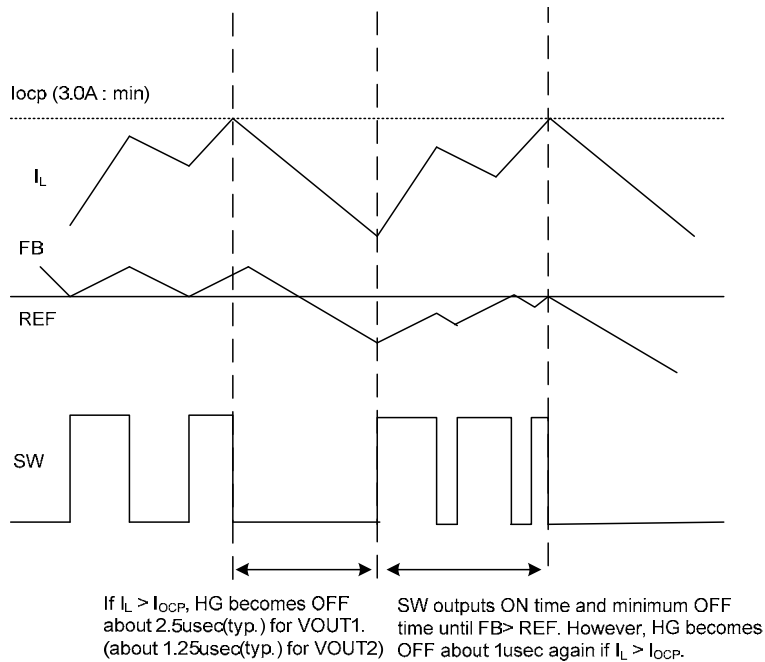 Iocp (3.0A : min)
IL
FB
REF
SW
If IL > IOCP, HG becomes OFF
about 2.5usec(typ.) for VOUT1.
(about 1.25usec(typ.) for VOUT2)
SW outputs ON time and minimum OFF
time until FB> REF. However, HG becomes
OFF about 1usec again if IL > IOCP.